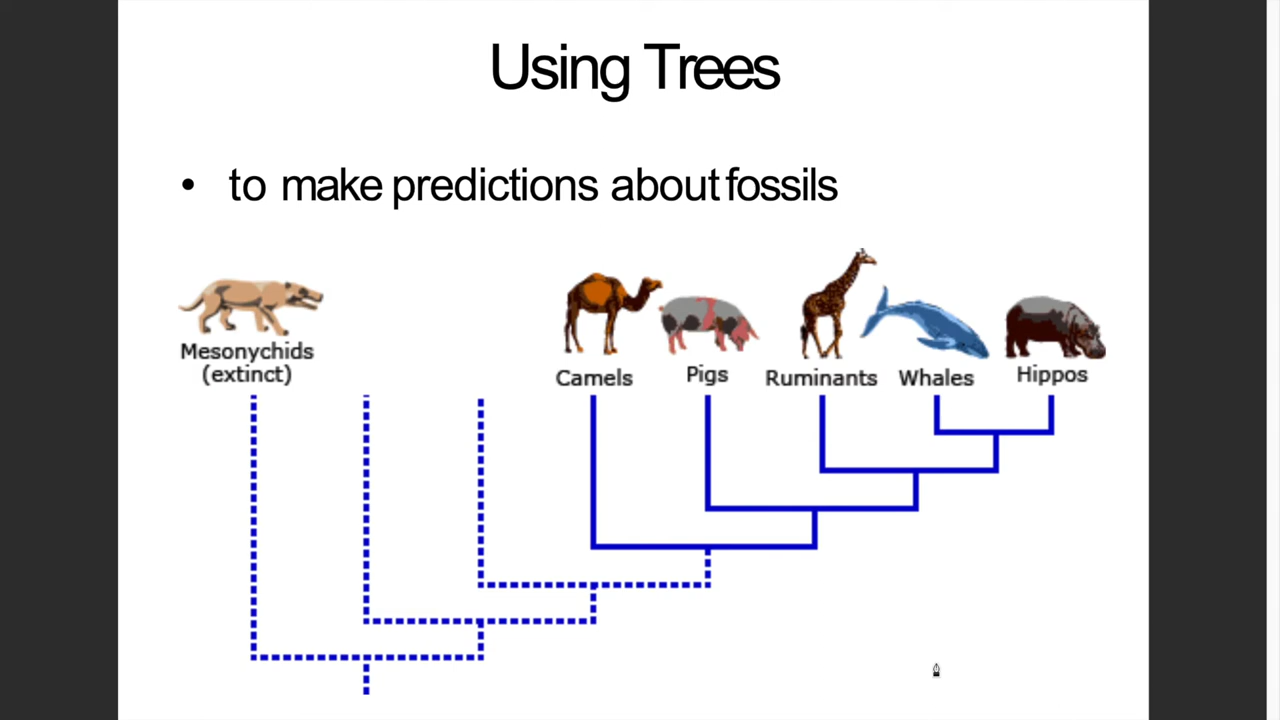 Using Trees
• to make predictions about fossils
Mesonychids
(extinct)
Camels
Pigs
Ruminants
Whales
Hippos